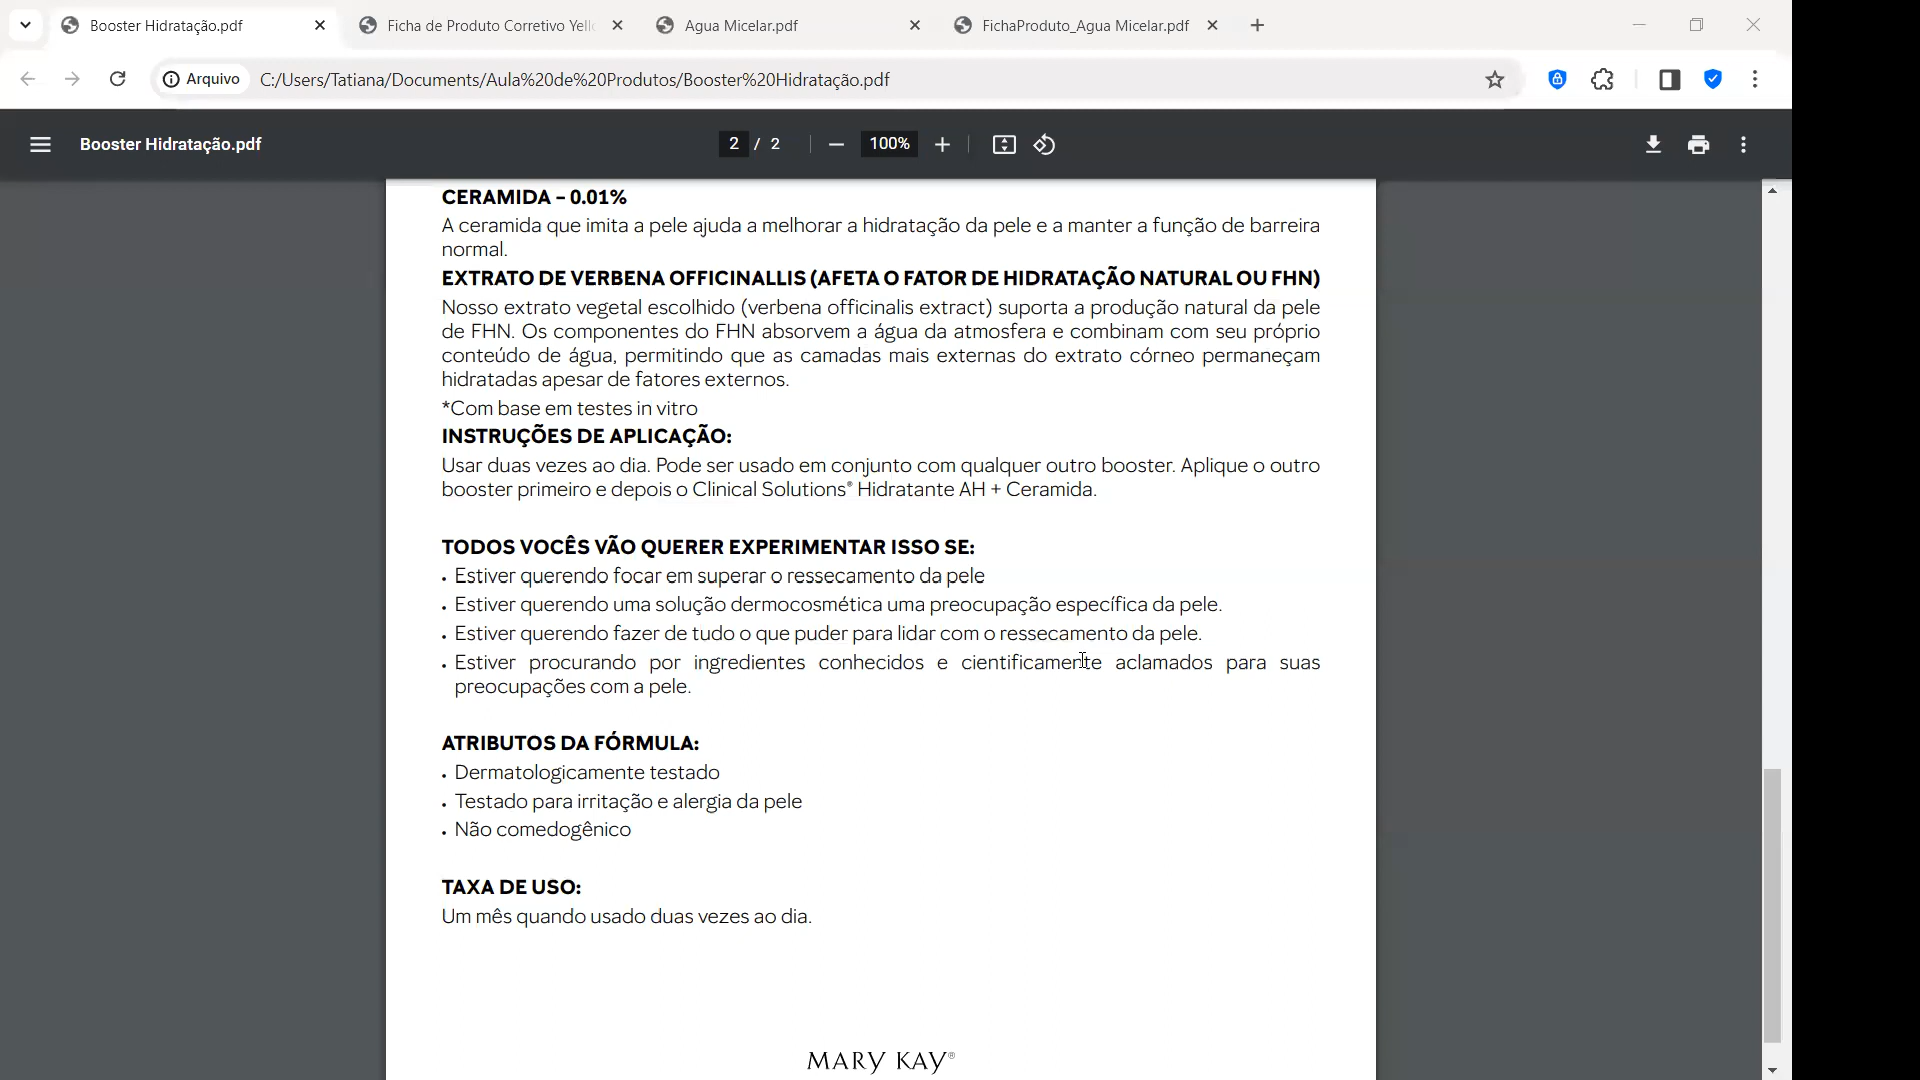 Booster Hidratação.pdf
Ficha de Produto Corretivo Yell
Agua Micelar.pdf
FichaProduto_Agua Micelar.pdf
Arquivo
C:/Users/Tatiana/Documents/Aula%20de%20Produtos/Booster%20Hidratação.pdf
Booster Hidratação.pdf
2 / 2
100%
CERAMIDA – 0.01%
A ceramida que imita a pele ajuda a melhorar a hidratação da pele e a manter a função de barreira
normal.
EXTRATO DE VERBENA OFFICINALLIS (AFETA O FATOR DE HIDRATAÇÃO NATURAL OU FHN)
Nosso extrato vegetal escolhido (verbena officinalis extract) suporta a produção natural da pele
de FHN. Os componentes do FHN absorvem a água da atmosfera e combinam com seu próprio
conteúdo de água, permitindo que as camadas mais externas do extrato córneo permaneçam
hidratadas apesar de fatores externos.
*Com base em testes in vitro
INSTRUÇÕES DE APLICAÇÃO:
Usar duas vezes ao dia. Pode ser usado em conjunto com qualquer outro booster. Aplique o outro
booster primeiro e depois o Clinical Solutions® Hidratante AH + Ceramida.
TODOS VOCÊS VÃO QUERER EXPERIMENTAR ISSO SE:
• Estiver querendo focar em superar o ressecamento da pele
• Estiver querendo uma solução dermocosmética uma preocupação específica da pele.
• Estiver querendo fazer de tudo o que puder para lidar com o ressecamento da pele.
• Estiver procurando por ingredientes conhecidos e cientificamente aclamados para suas
preocupações com a pele.
ATRIBUTOS DA FÓRMULA:
• Dermatologicamente testado
• Testado para irritação e alergia da pele
• Não comedogênico
TAXA DE USO:
Um mês quando usado duas vezes ao dia.
MARY KAY®